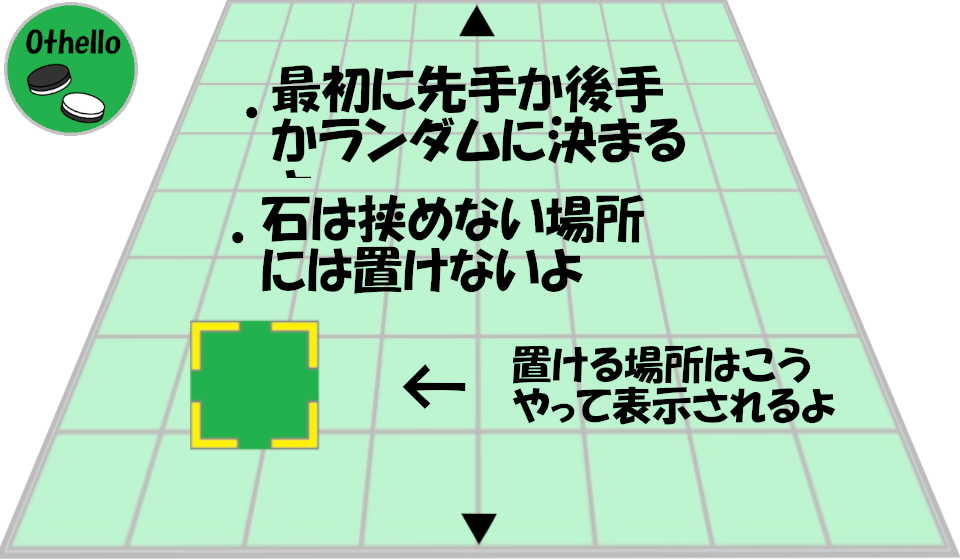 Othello
・最初に先手か後手
かランダムに決まる
・石は挟めない場所
には置けないよ
← 置ける場所はこう
やって表示されるよ